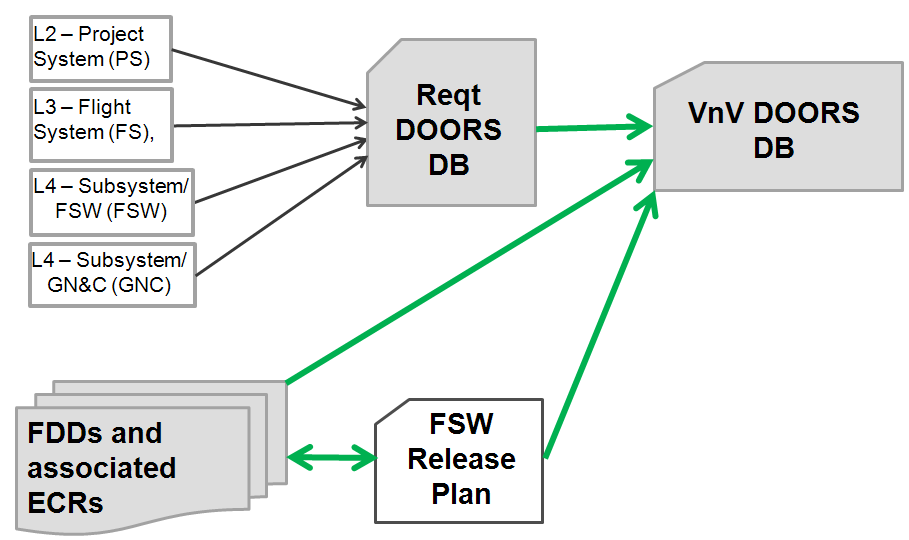 L2 – Project
System (PS)
L3 – Flight
System (FS),
L4 – Subsystem/
FSW (FSW)
L4 – Subsystem/
GN&C (GNC)
Reqt
DOORS
DB
VnV DOORS
DB
FDDs and
associated
ECRs
FSW
Release
Plan